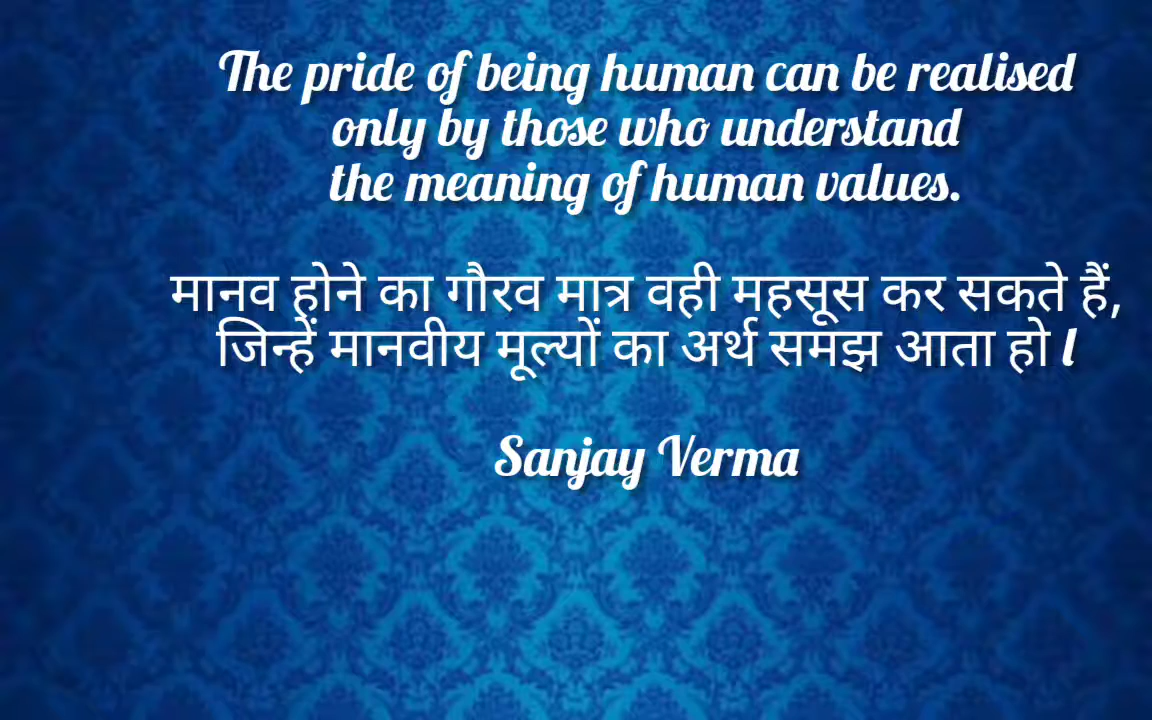 The pride of being human can be realised
only by those who understand
the meaning of human values.
मानव होने का गौरव मात्र वही महसूस कर सकते हैं,
जिन्हें मानवीय मूल्यों का अर्थ समझ आता हो l
Sanjay Verma